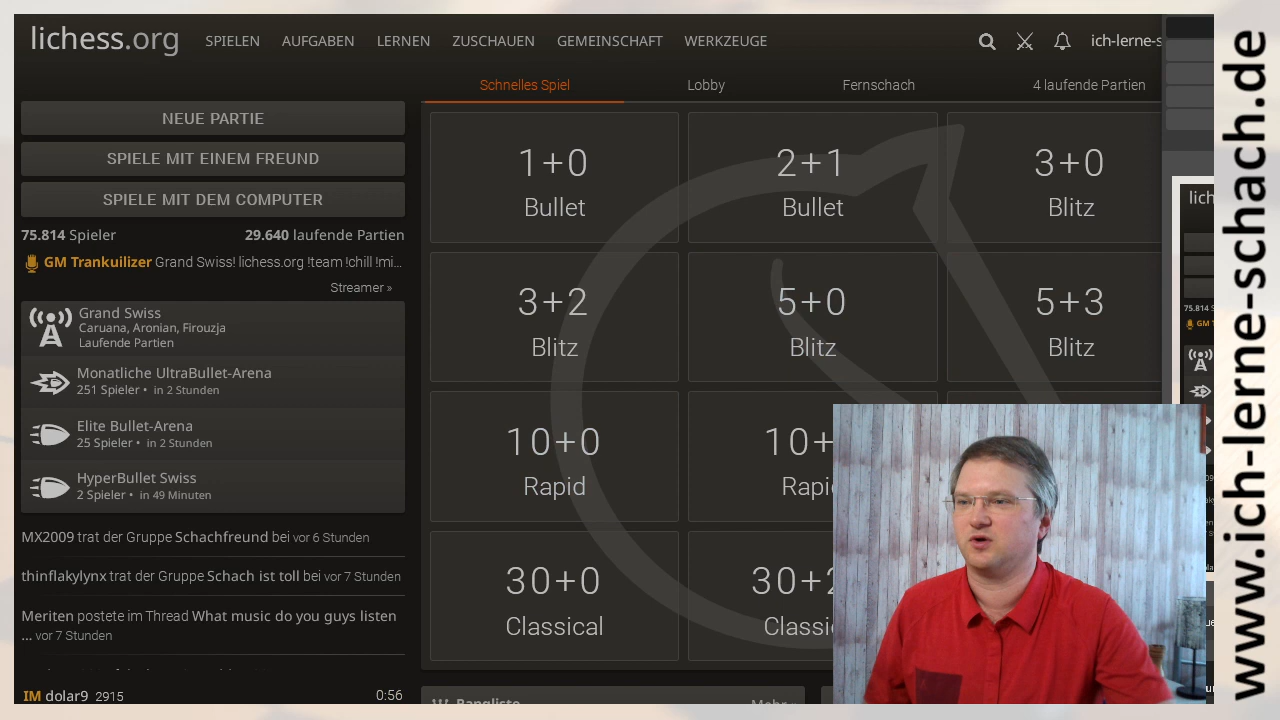 lichess.org
SPIELEN AUFGABEN LERNEN ZUSCHAUEN GEMEINSCHAFT WERKZEUGE
Schnelles Spiel Lobby Fernschach 4 laufende Partien
NEUE PARTIE
SPIELE MIT EINEM FREUND
SPIELE MIT DEM COMPUTER
75.814 Spieler 29.640 laufende Partien
GM Trankuilizer Grand Swiss! lichess.org !team !chill !mi...
Streamer »
Grand Swiss
Caruana, Aronian, Firouzja
Laufende Partien
Monatliche UltraBullet-Arena
251 Spieler • in 2 Stunden
Elite Bullet-Arena
25 Spieler • in 2 Stunden
HyperBullet Swiss
2 Spieler • in 49 Minuten
MX2009 trat der Gruppe Schachfreund bei vor 6 Stunden
thinflakylynx trat der Gruppe Schach ist toll bei vor 7 Stunden
Meriten postete im Thread What music do you guys listen
... vor 7 Stunden
IM dolar9 2915 0:56
1+0
Bullet
2+1
Bullet
3+0
Blitz
3+2
Blitz
5+0
Blitz
5+3
Blitz
10+0
Rapid
10+
30+0
Classical
30+2
www.ich-lerne-schach.de